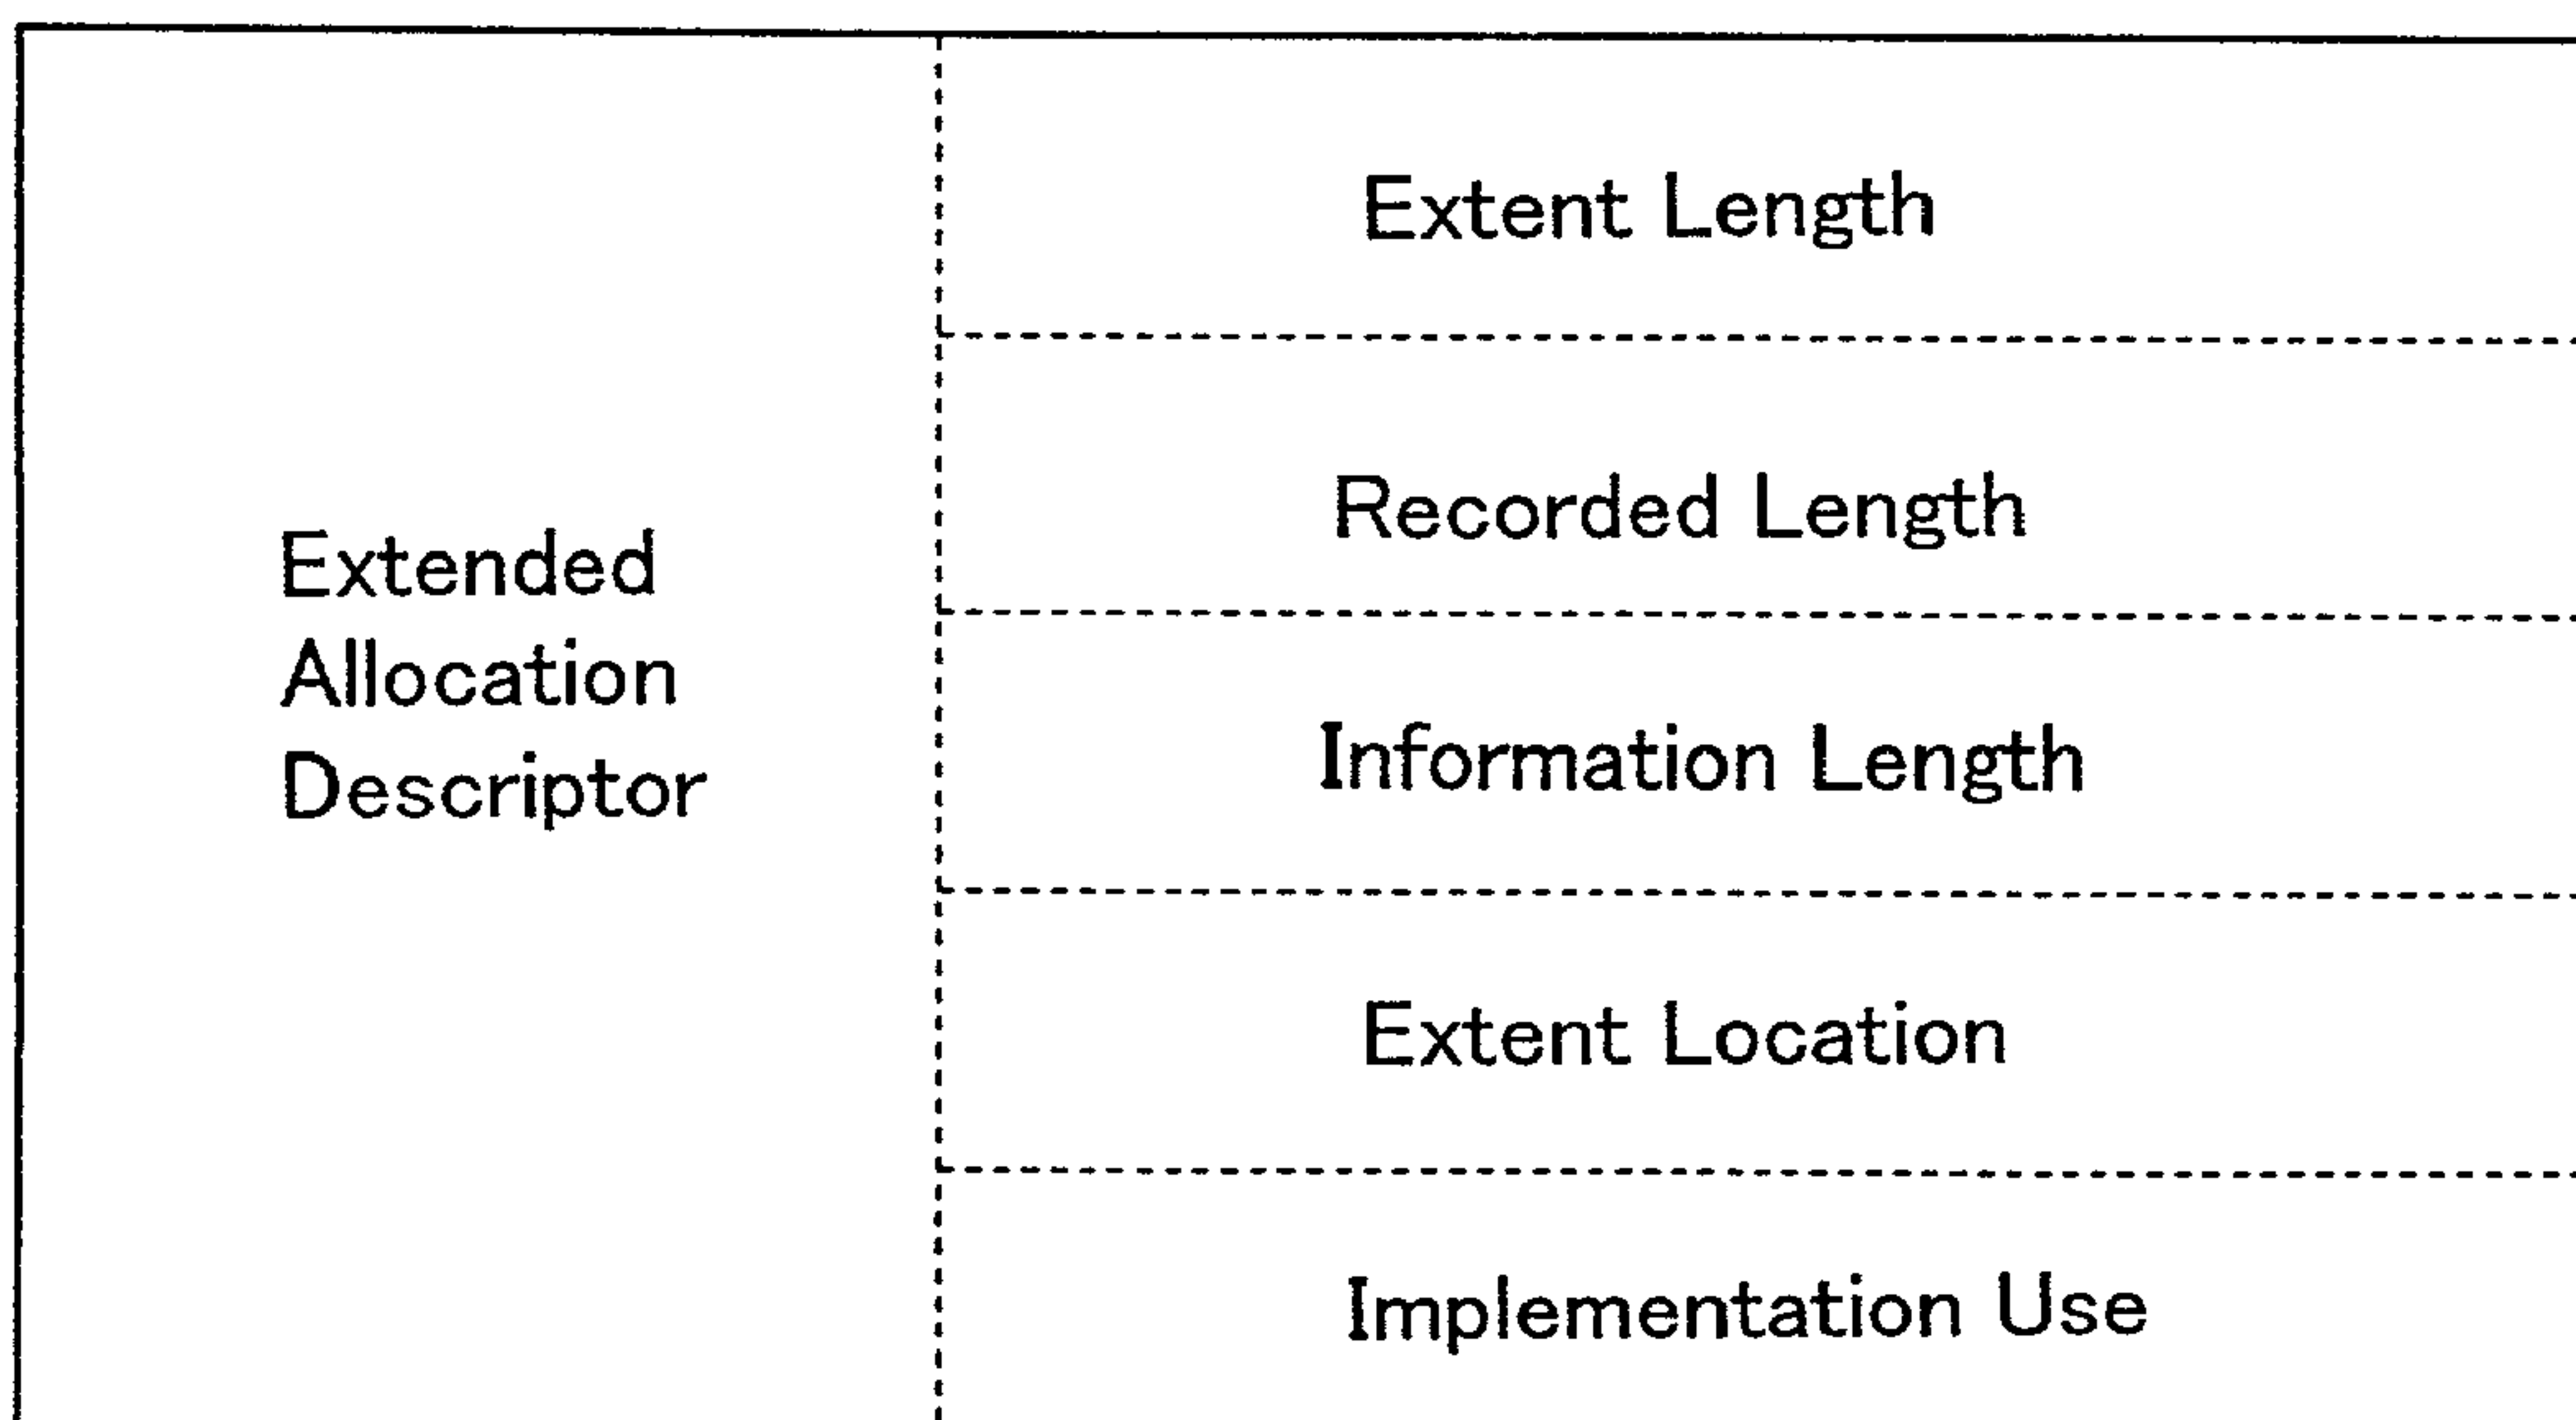 Extended
Allocation
Descriptor
Extent Length
Recorded Length
Information Length
Extent Location
Implementation Use